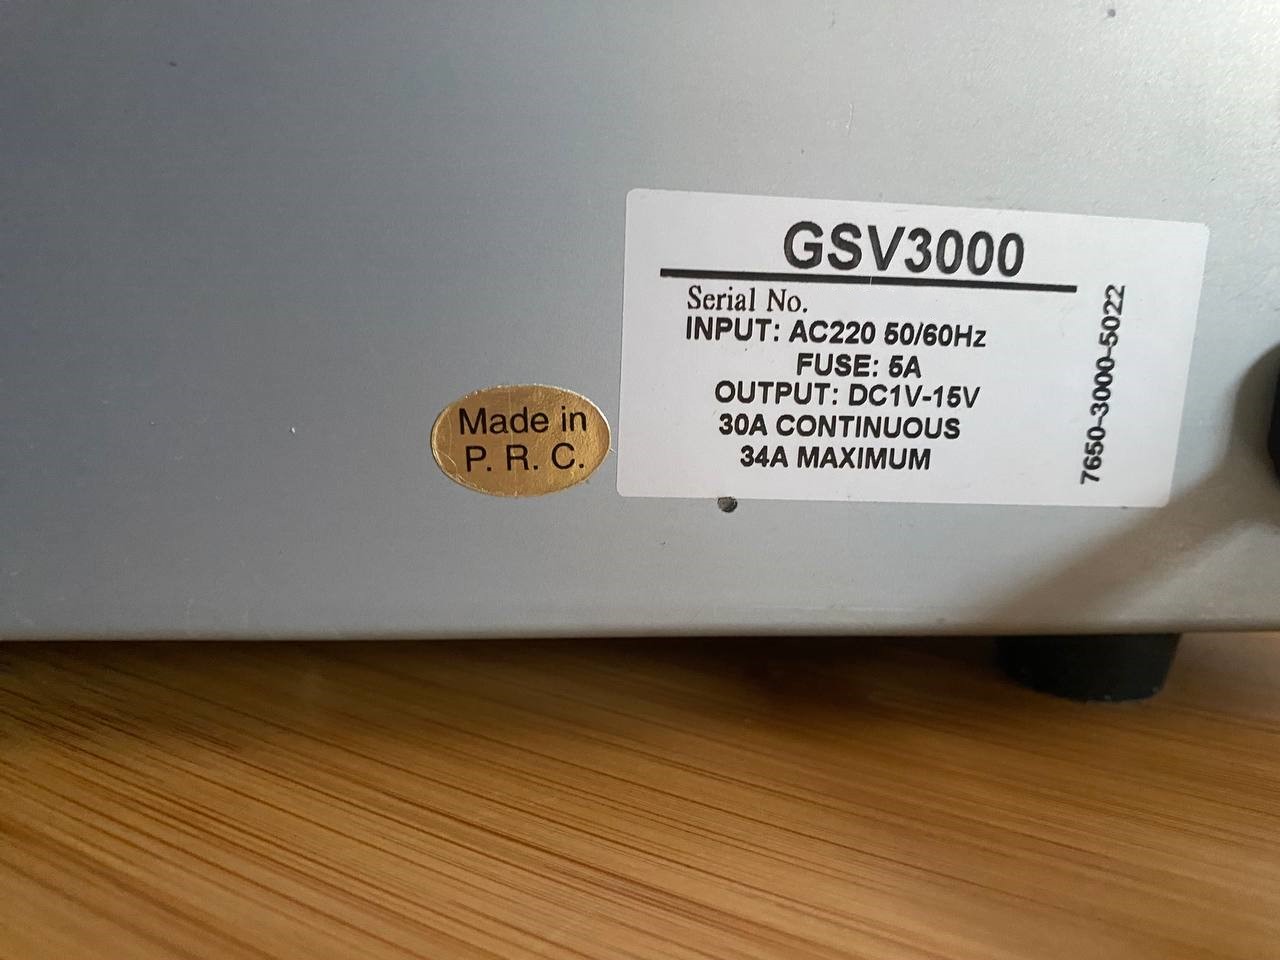 GSV3000
Serial No.
INPUT: AC220 50/60Hz
FUSE: 5A
OUTPUT: DC1V-15V
30A CONTINUOUS
34A MAXIMUM
7650-3000-5022
Made in
P. R. C.